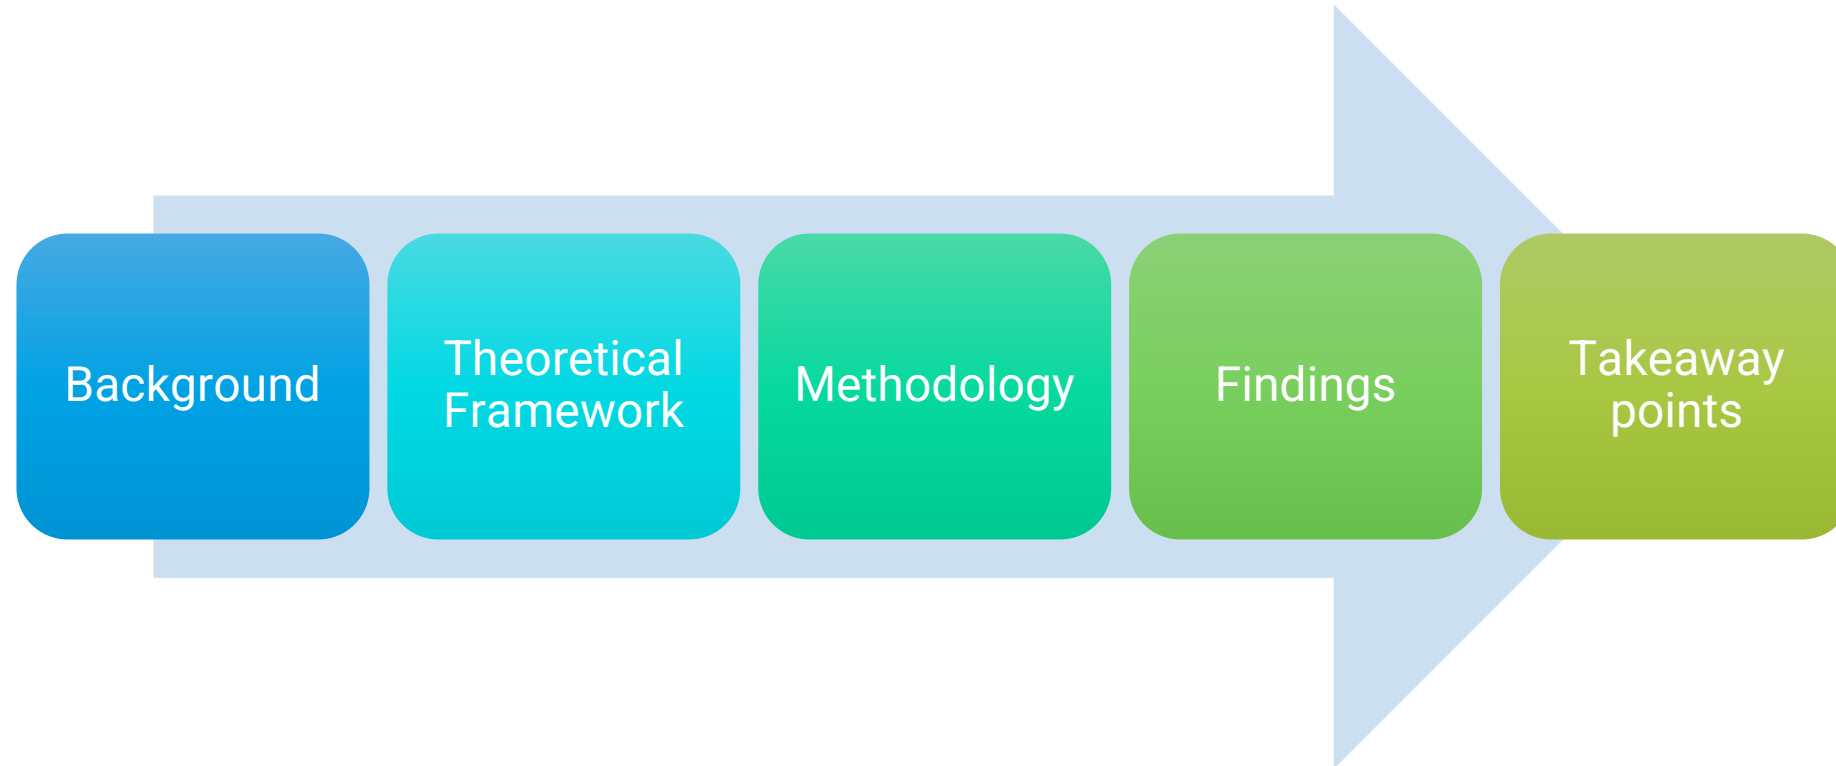 Background
Theoretical
Framework
Methodology
Findings
Takeaway
points